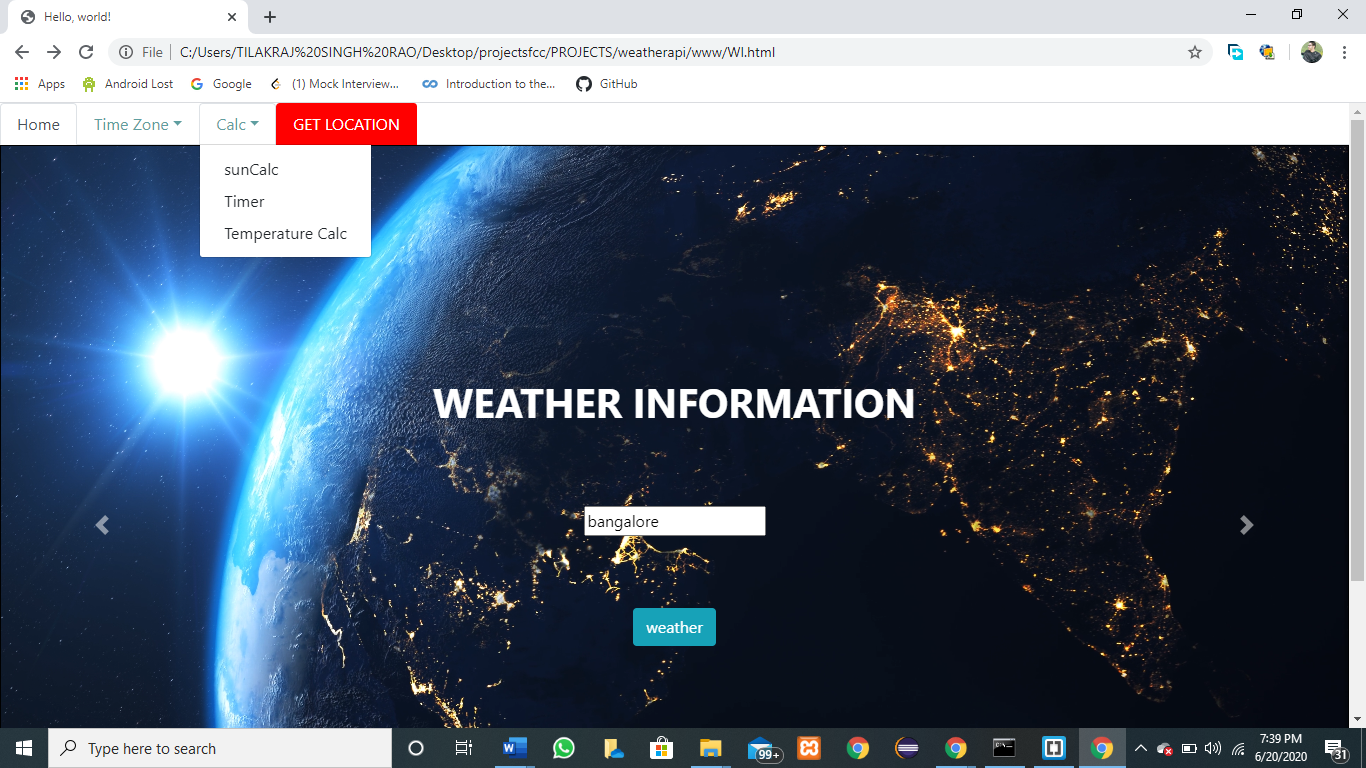 Hello, world!
File C:/Users/TILAKRAJ%20SINGH%20RAO/Desktop/projectsfcc/PROJECTS/weatherapi/www/WI.html
Apps Android Lost Google (1) Mock Interview... Introduction to the... GitHub
Home Time Zone Calc GET LOCATION
sunCalc
Timer
Temperature Calc
WEATHER INFORMATION
bangalore
weather
Type here to search 99+ 7:39 PM
6/20/2020 31